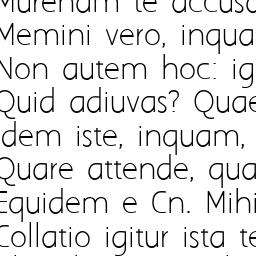 Murenam te accusa
Memini vero, inqua
Non autem hoc: ig
Quid adiuvas? Quae
Idem iste, inquam,
Quare attende, qua
Equidem e Cn. Mihi
Collatio igitur ista te